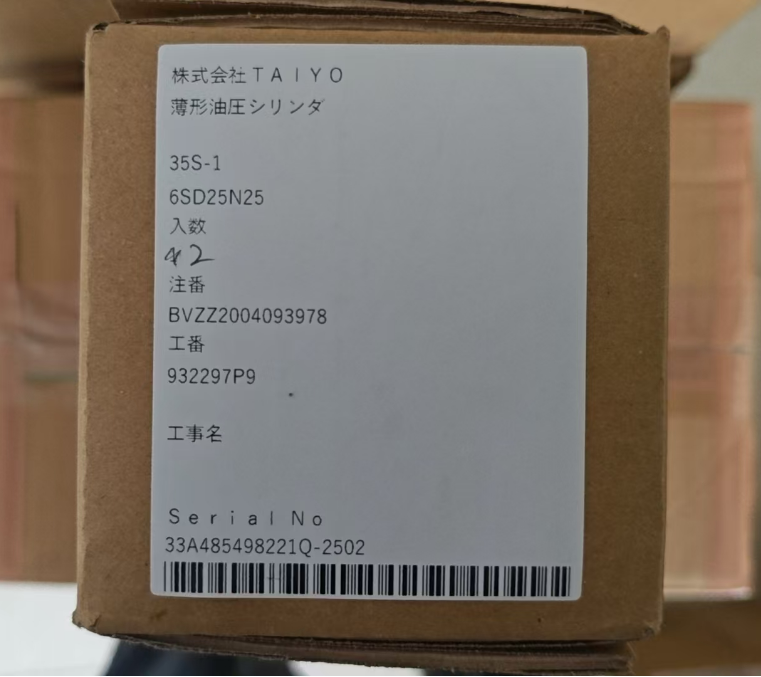 株式会社ＴＡＩＹＯ
薄形油圧シリンダ
35S-1
6SD25N25
入数
注番
BVZZ2004093978
工番
932297P9
工事名
Ｓｅｒｉａｌ Ｎｏ
33A485498221Q-2502